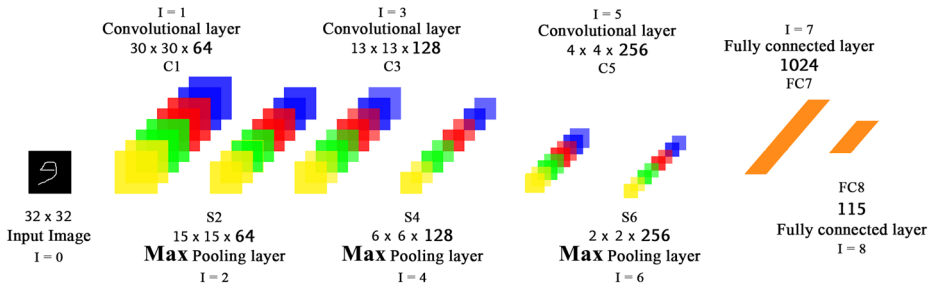 I = 1
Convolutional layer
30 x 30 x 64
C1
I = 3
Convolutional layer
13 x 13 x 128
C3
I = 5
Convolutional layer
4 x 4 x 256
C5
I = 7
Fully connected layer
1024
FC7
32 x 32
Input Image
I = 0
S2
15 x 15 x 64
Max Pooling layer
I = 2
S4
6 x 6 x 128
Max Pooling layer
I = 4
S6
2 x 2 x 256
Max Pooling layer
I = 6
FC8
115
Fully connected layer
I = 8